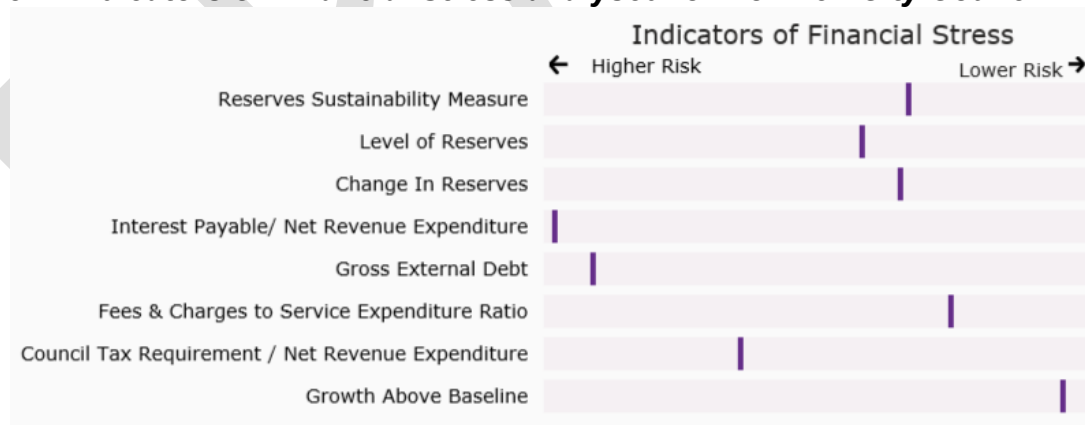 Indicators of Financial Stress
← Higher Risk Lower Risk →
Reserves Sustainability Measure
Level of Reserves
Change In Reserves
Interest Payable/ Net Revenue Expenditure
Gross External Debt
Fees & Charges to Service Expenditure Ratio
Council Tax Requirement / Net Revenue Expenditure
Growth Above Baseline